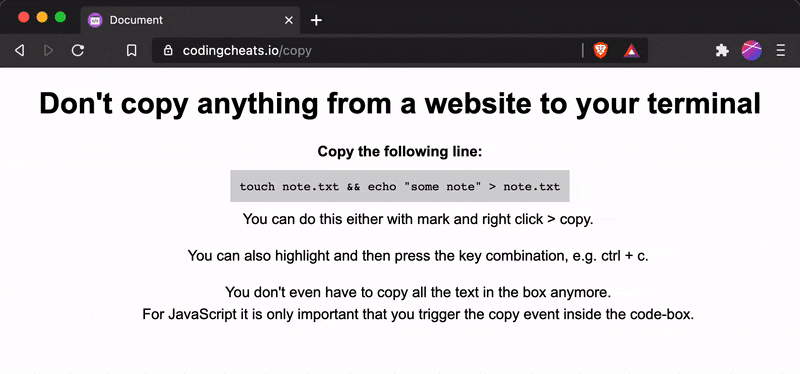 Document
codingcheats.io/copy
Don't copy anything from a website to your terminal
Copy the following line:
touch note.txt && echo "some note" > note.txt
You can do this either with mark and right click > copy.
You can also highlight and then press the key combination, e.g. ctrl + c.
You don't even have to copy all the text in the box anymore.
For JavaScript it is only important that you trigger the copy event inside the code-box.